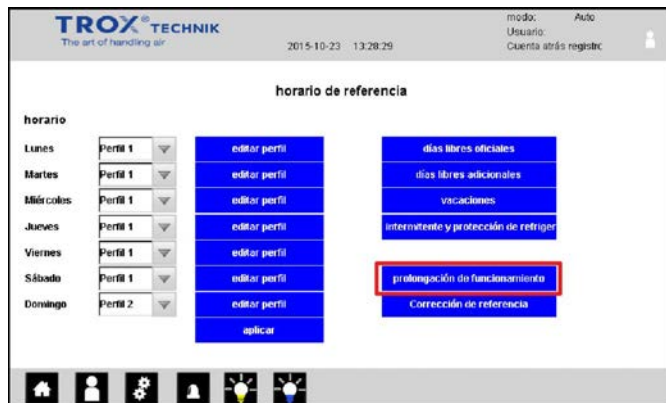 TROX® TECHNIK
The art of handling air
2015-10-23 13:28:29
modo: Auto
Usuario:
Cuenta atrás registrc
horario de referencia
horario
Lunes Perfil 1 editar perfil días libres oficiales
Martes Perfil 1 editar perfil días libres adicionales
Miércoles Perfil 1 editar perfil vacaciones
Jueves Perfil 1 editar perfil intermitente y protección de refriger
Viernes Perfil 1 editar perfil
Sábado Perfil 1 editar perfil prolongación de funcionamiento
Domingo Perfil 2 editar perfil Corrección de referencia
aplicar